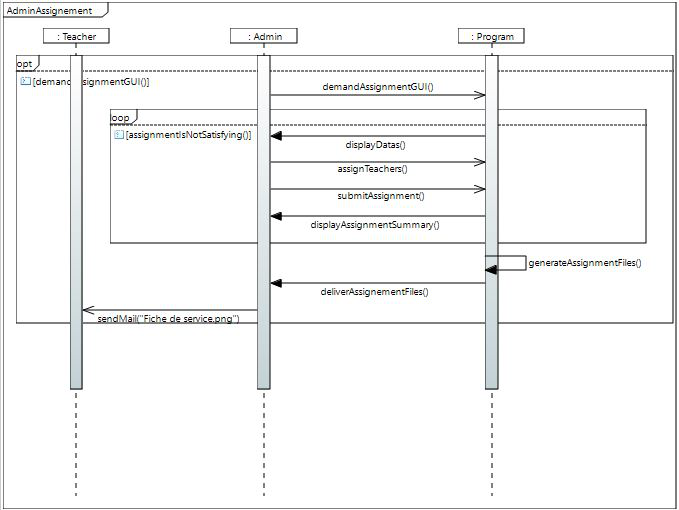 AdminAssignement
: Teacher
: Admin
: Program
opt
[demandAssignmentGUI()]
demandAssignmentGUI()
loop
[assignmentIsNotSatisfying()]
displayDatas()
assignTeachers()
submitAssignment()
displayAssignmentSummary()
generateAssignmentFiles()
deliverAssignementFiles()
sendMail("Fiche de service.png")